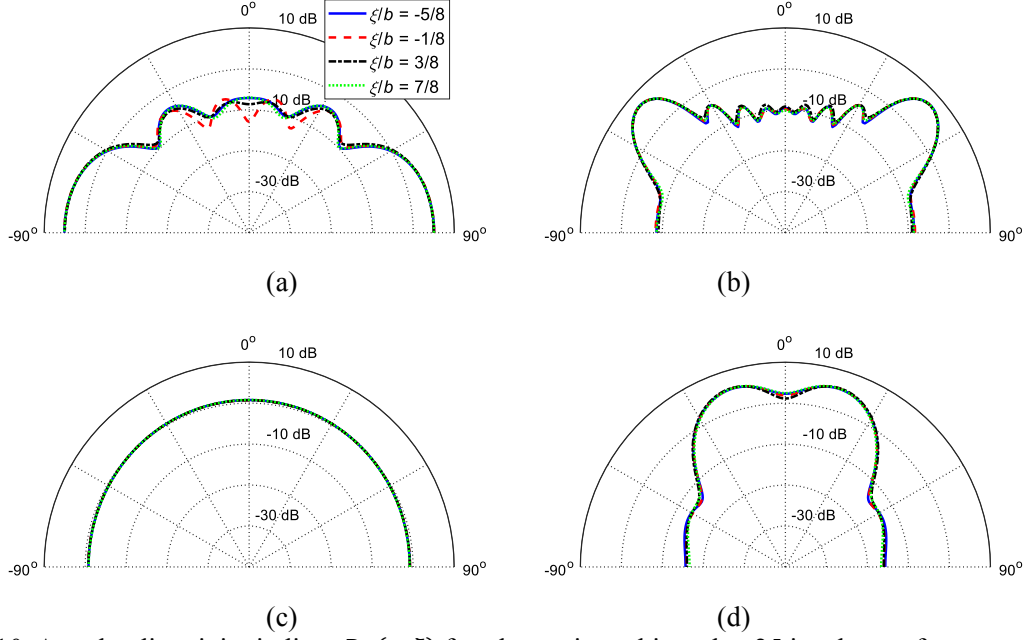 0° 10 dB
ξ/b = -5/8
ξ/b = -1/8
ξ/b = 3/8
ξ/b = 7/8
10 dB
-30 dB
-90° 90°
(a)
0° 10 dB
10 dB
-30 dB
-90° 90°
(b)
0° 10 dB
-10 dB
-30 dB
-90° 90°
(c)
0° 10 dB
-10 dB
-30 dB
-90° 90°
(d)